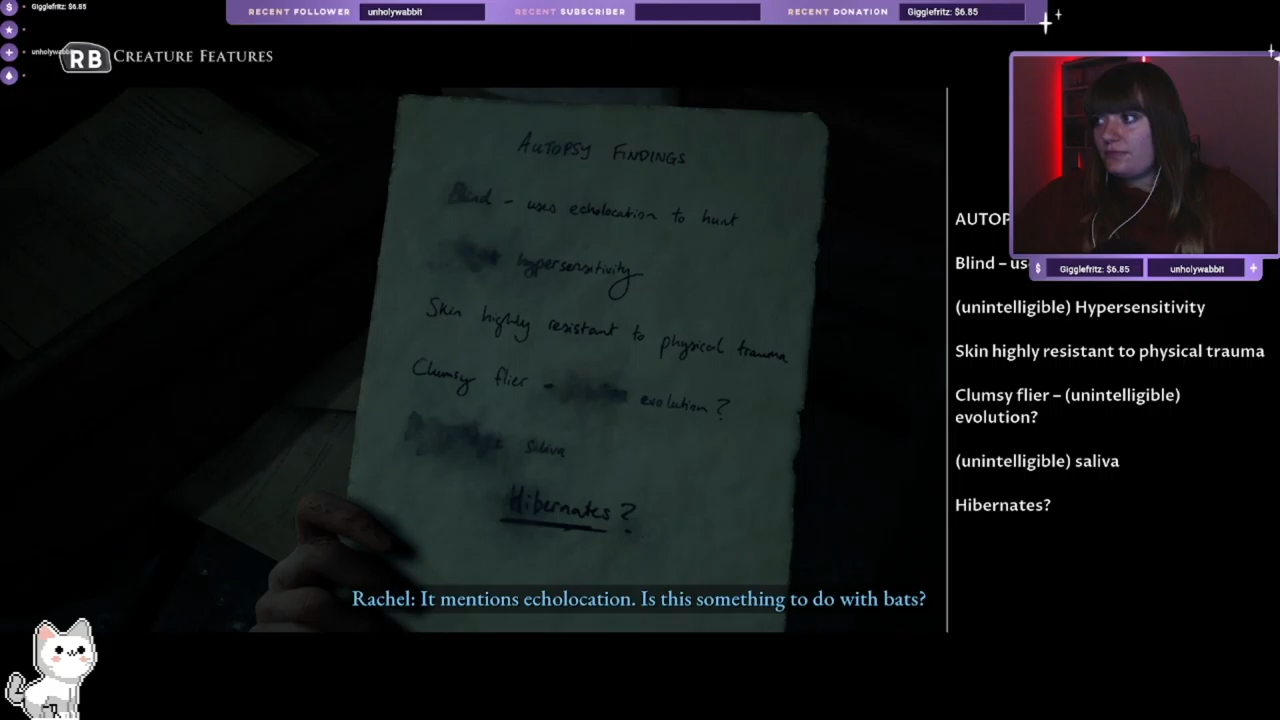 Gigglefritz: $6.85
unholywabbit
RECENT FOLLOWER unholywabbit RECENT SUBSCRIBER RECENT DONATION Gigglefritz: $6.85
RB CREATURE FEATURES
AUTOPSY FINDINGS
Blind - uses echolocation to hunt
hypersensitivity
Skin highly resistant to physical trauma
Clumsy flier - evolution?
saliva
Hibernates?
Rachel: It mentions echolocation. Is this something to do with bats?
AUTOP
Blind – us
(unintelligible) Hypersensitivity
Skin highly resistant to physical trauma
Clumsy flier – (unintelligible)
evolution?
(unintelligible) saliva
Hibernates?
$ Gigglefritz: $6.85 unholywabbit +